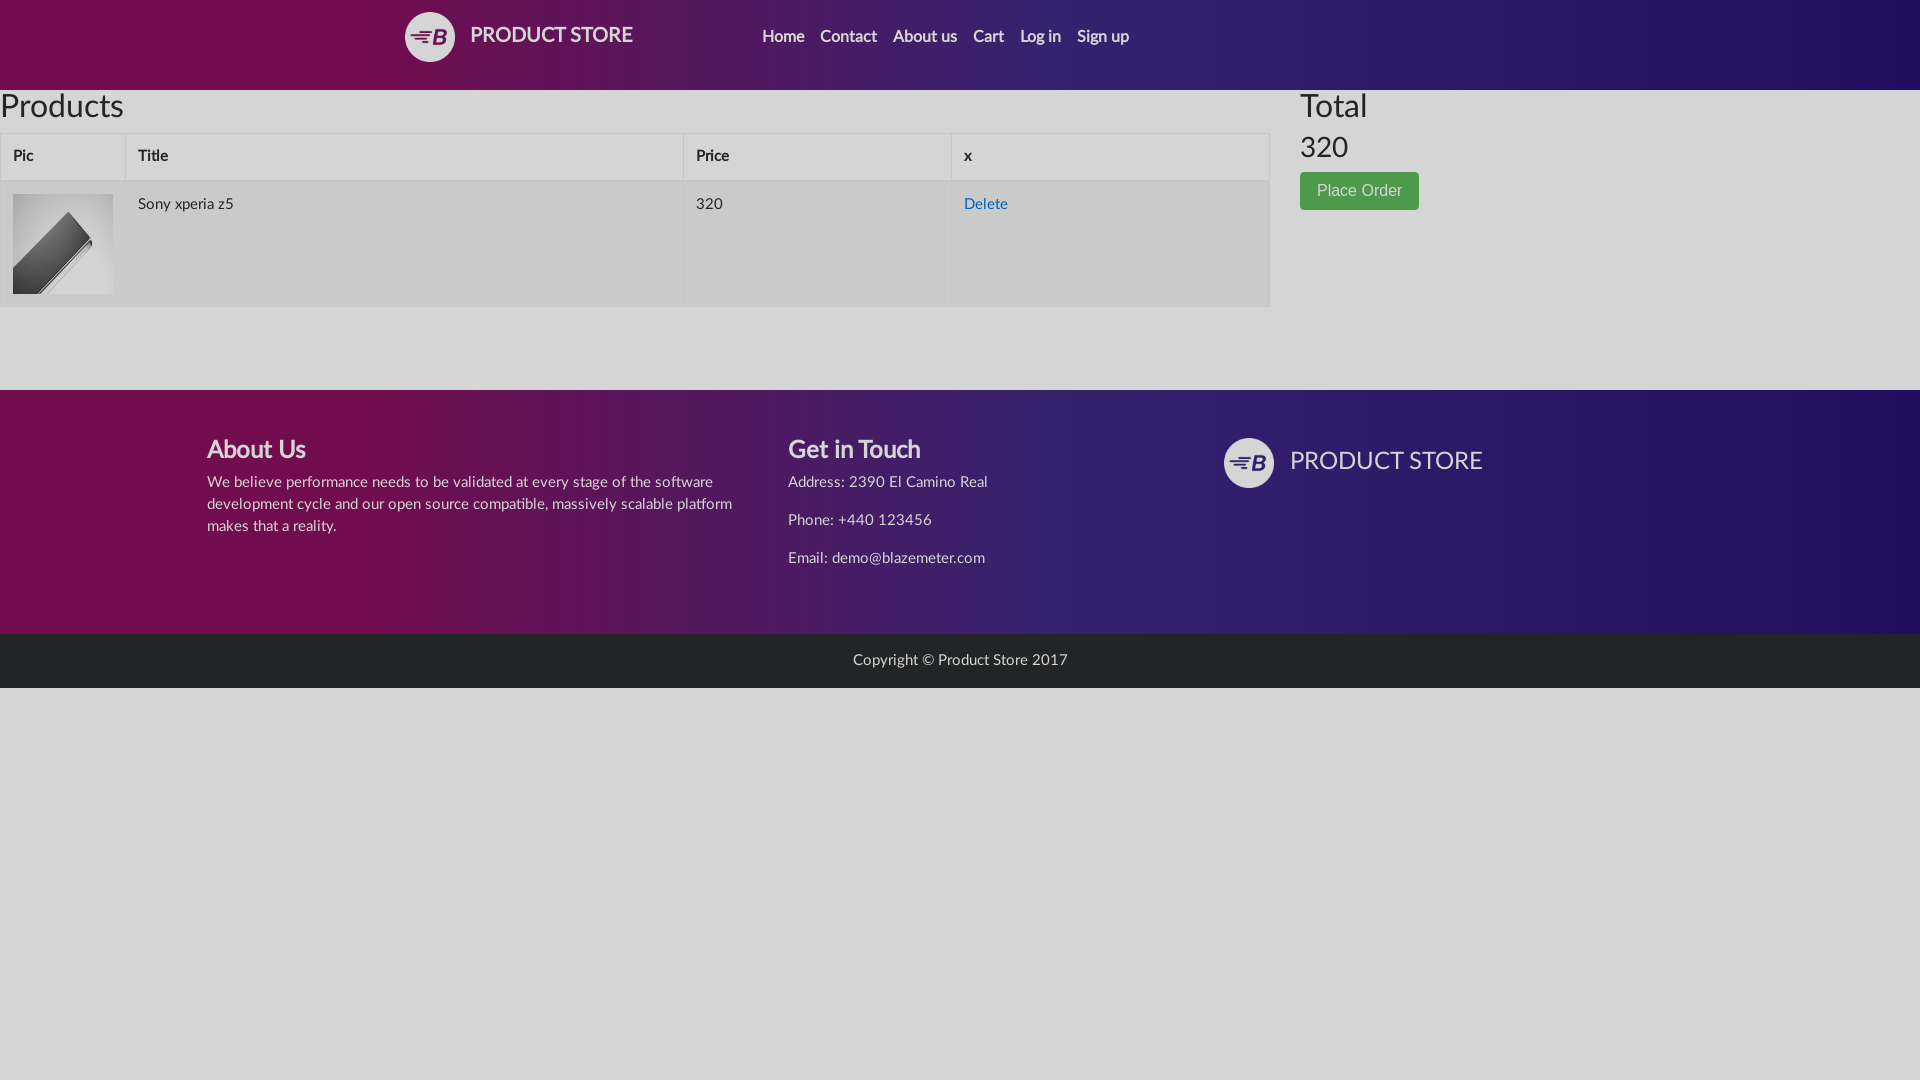 PRODUCT STORE
Home Contact About us Cart Log in Sign up
Products
Pic Title Price x
Sony xperia z5 320 Delete
Total
320
Place Order
About Us
We believe performance needs to be validated at every stage of the software
development cycle and our open source compatible, massively scalable platform
makes that a reality.
Get in Touch
Address: 2390 El Camino Real
Phone: +440 123456
Email: demo@blazemeter.com
PRODUCT STORE
Copyright © Product Store 2017